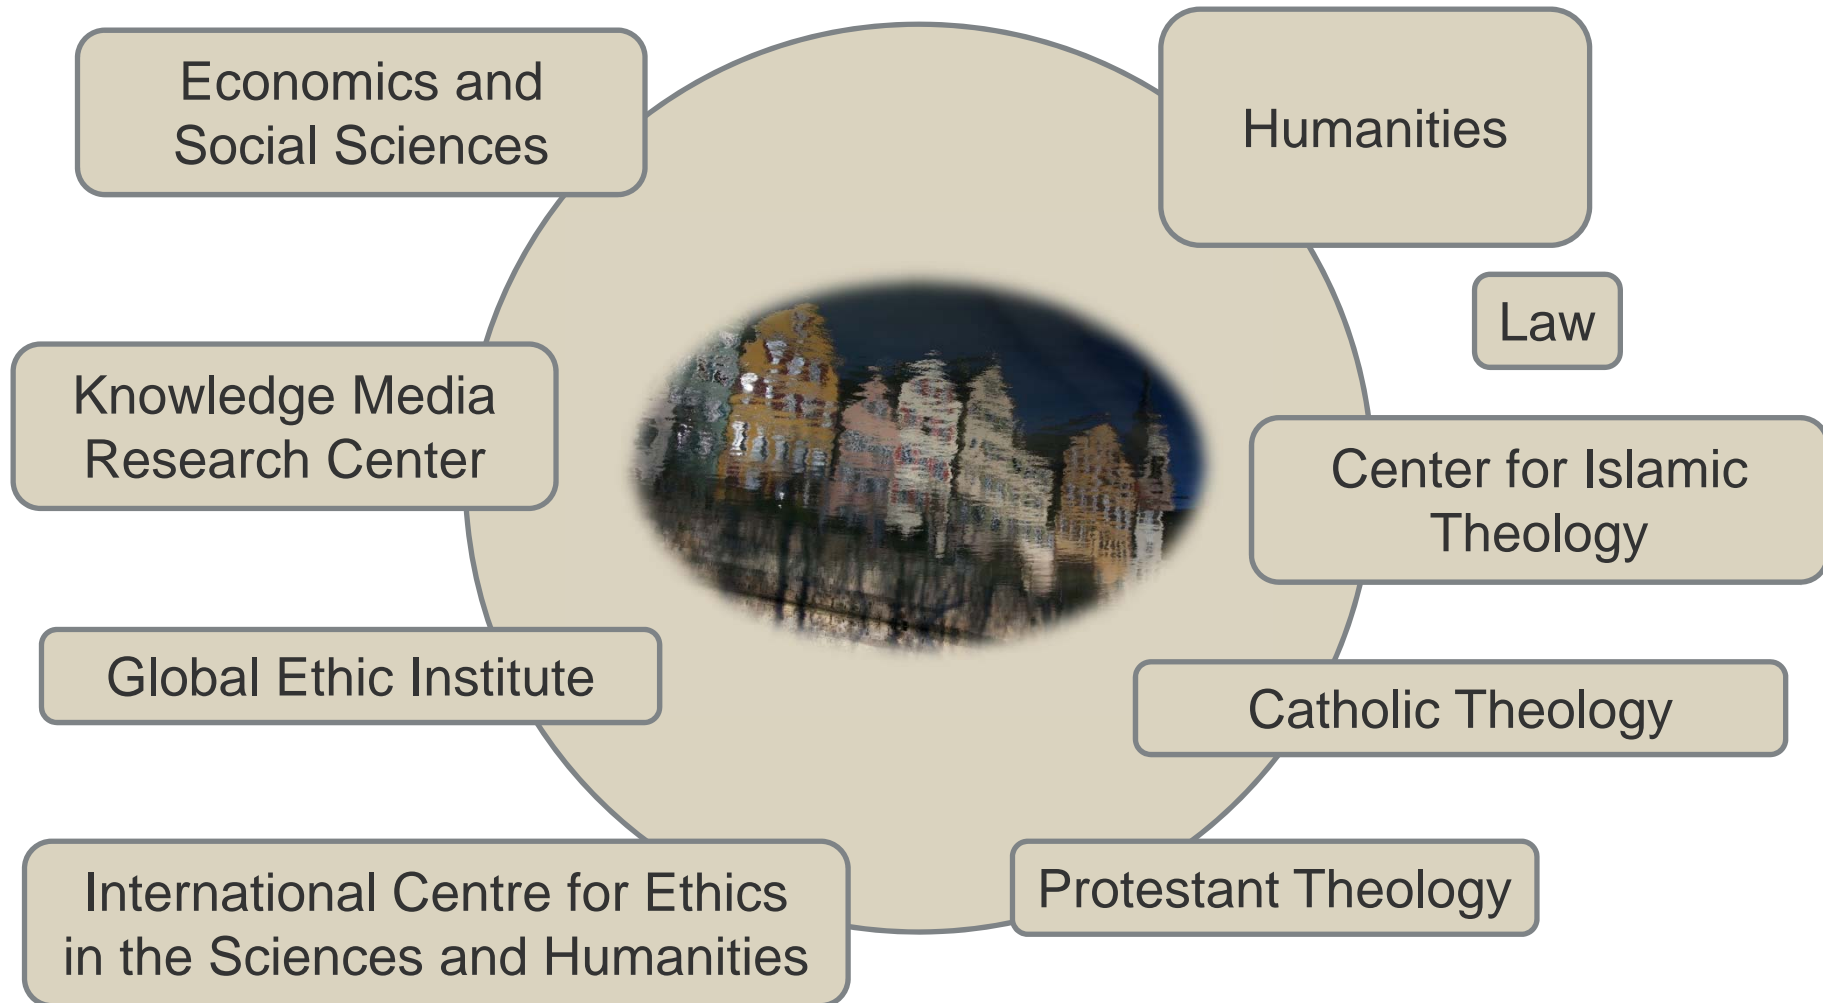 Economics and
Social Sciences
Humanities
Law
Knowledge Media
Research Center
Center for Islamic
Theology
Global Ethic Institute
Catholic Theology
International Centre for Ethics
in the Sciences and Humanities
Protestant Theology